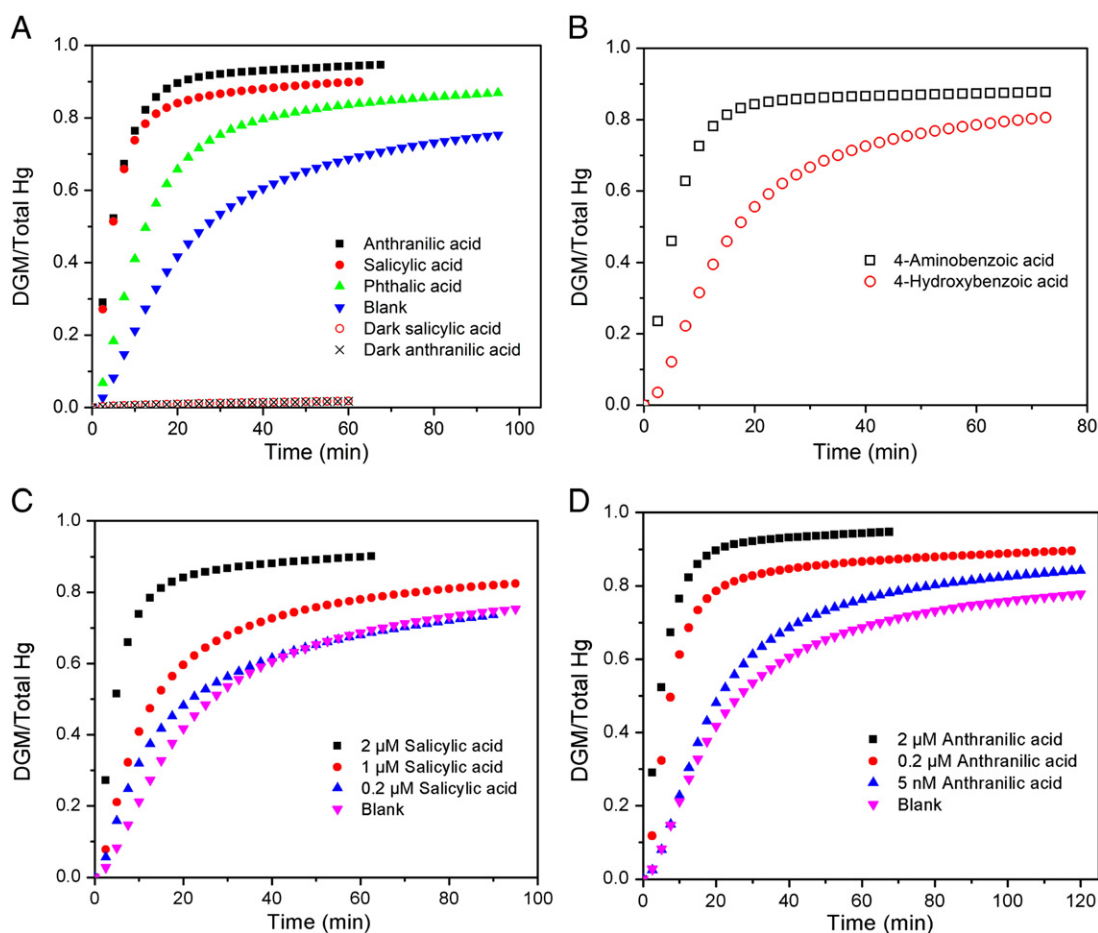 A
DGM/Total Hg
1.0
0.8
0.6
0.4
0.2
0.0
Anthranilic acid
Salicylic acid
Phthalic acid
Blank
Dark salicylic acid
Dark anthranilic acid
0 20 40 60 80 100
Time (min)
B
DGM/Total Hg
1.0
0.8
0.6
0.4
0.2
0.0
4-Aminobenzoic acid
4-Hydroxybenzoic acid
0 20 40 60 80
Time (min)
C
DGM/Total Hg
1.0
0.8
0.6
0.4
0.2
0.0
2 µM Salicylic acid
1 µM Salicylic acid
0.2 µM Salicylic acid
Blank
0 20 40 60 80 100
Time (min)
D
DGM/Total Hg
1.0
0.8
0.6
0.4
0.2
0.0
2 µM Anthranilic acid
0.2 µM Anthranilic acid
5 nM Anthranilic acid
Blank
0 20 40 60 80 100 120
Time (min)